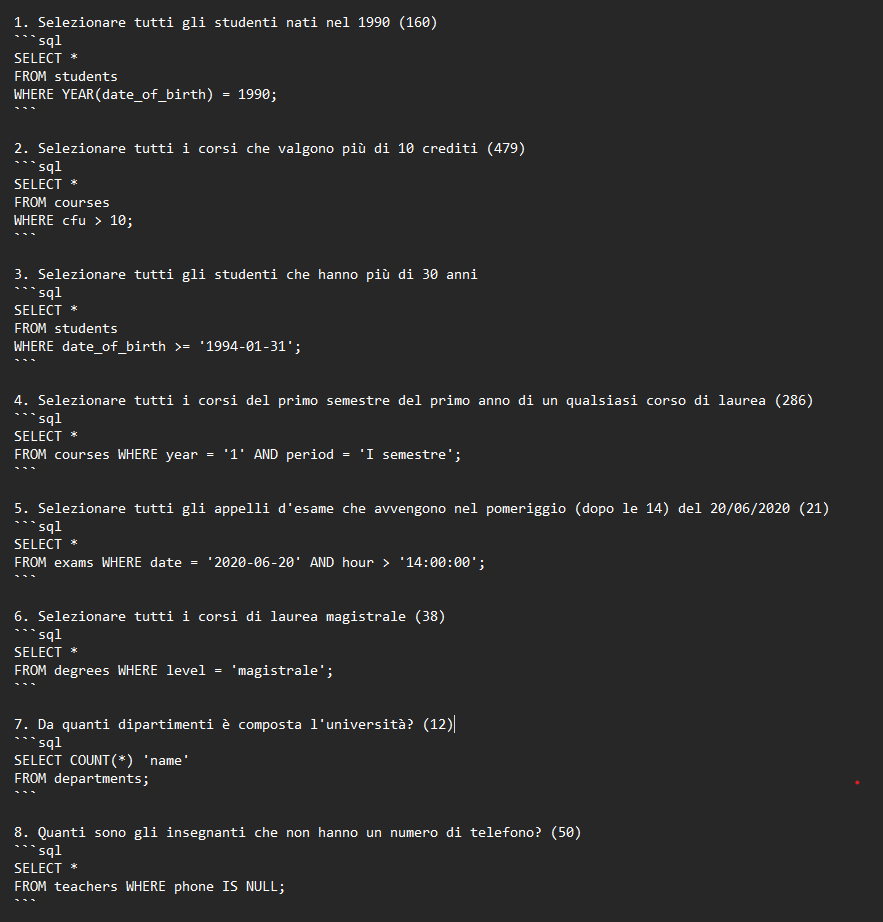 1. Selezionare tutti gli studenti nati nel 1990 (160)
```sql
SELECT *
FROM students
WHERE YEAR(date_of_birth) = 1990;
```
2. Selezionare tutti i corsi che valgono più di 10 crediti (479)
```sql
SELECT *
FROM courses
WHERE cfu > 10;
```
3. Selezionare tutti gli studenti che hanno più di 30 anni
```sql
SELECT *
FROM students
WHERE date_of_birth >= '1994-01-31';
```
4. Selezionare tutti i corsi del primo semestre del primo anno di un qualsiasi corso di laurea (286)
```sql
SELECT *
FROM courses WHERE year = '1' AND period = 'I semestre';
```
5. Selezionare tutti gli appelli d'esame che avvengono nel pomeriggio (dopo le 14) del 20/06/2020 (21)
```sql
SELECT *
FROM exams WHERE date = '2020-06-20' AND hour > '14:00:00';
```
6. Selezionare tutti i corsi di laurea magistrale (38)
```sql
SELECT *
FROM degrees WHERE level = 'magistrale';
```
7. Da quanti dipartimenti è composta l'università? (12)
```sql
SELECT COUNT(*) 'name'
FROM departments;
```
8. Quanti sono gli insegnanti che non hanno un numero di telefono? (50)
```sql
SELECT *
FROM teachers WHERE phone IS NULL;
```